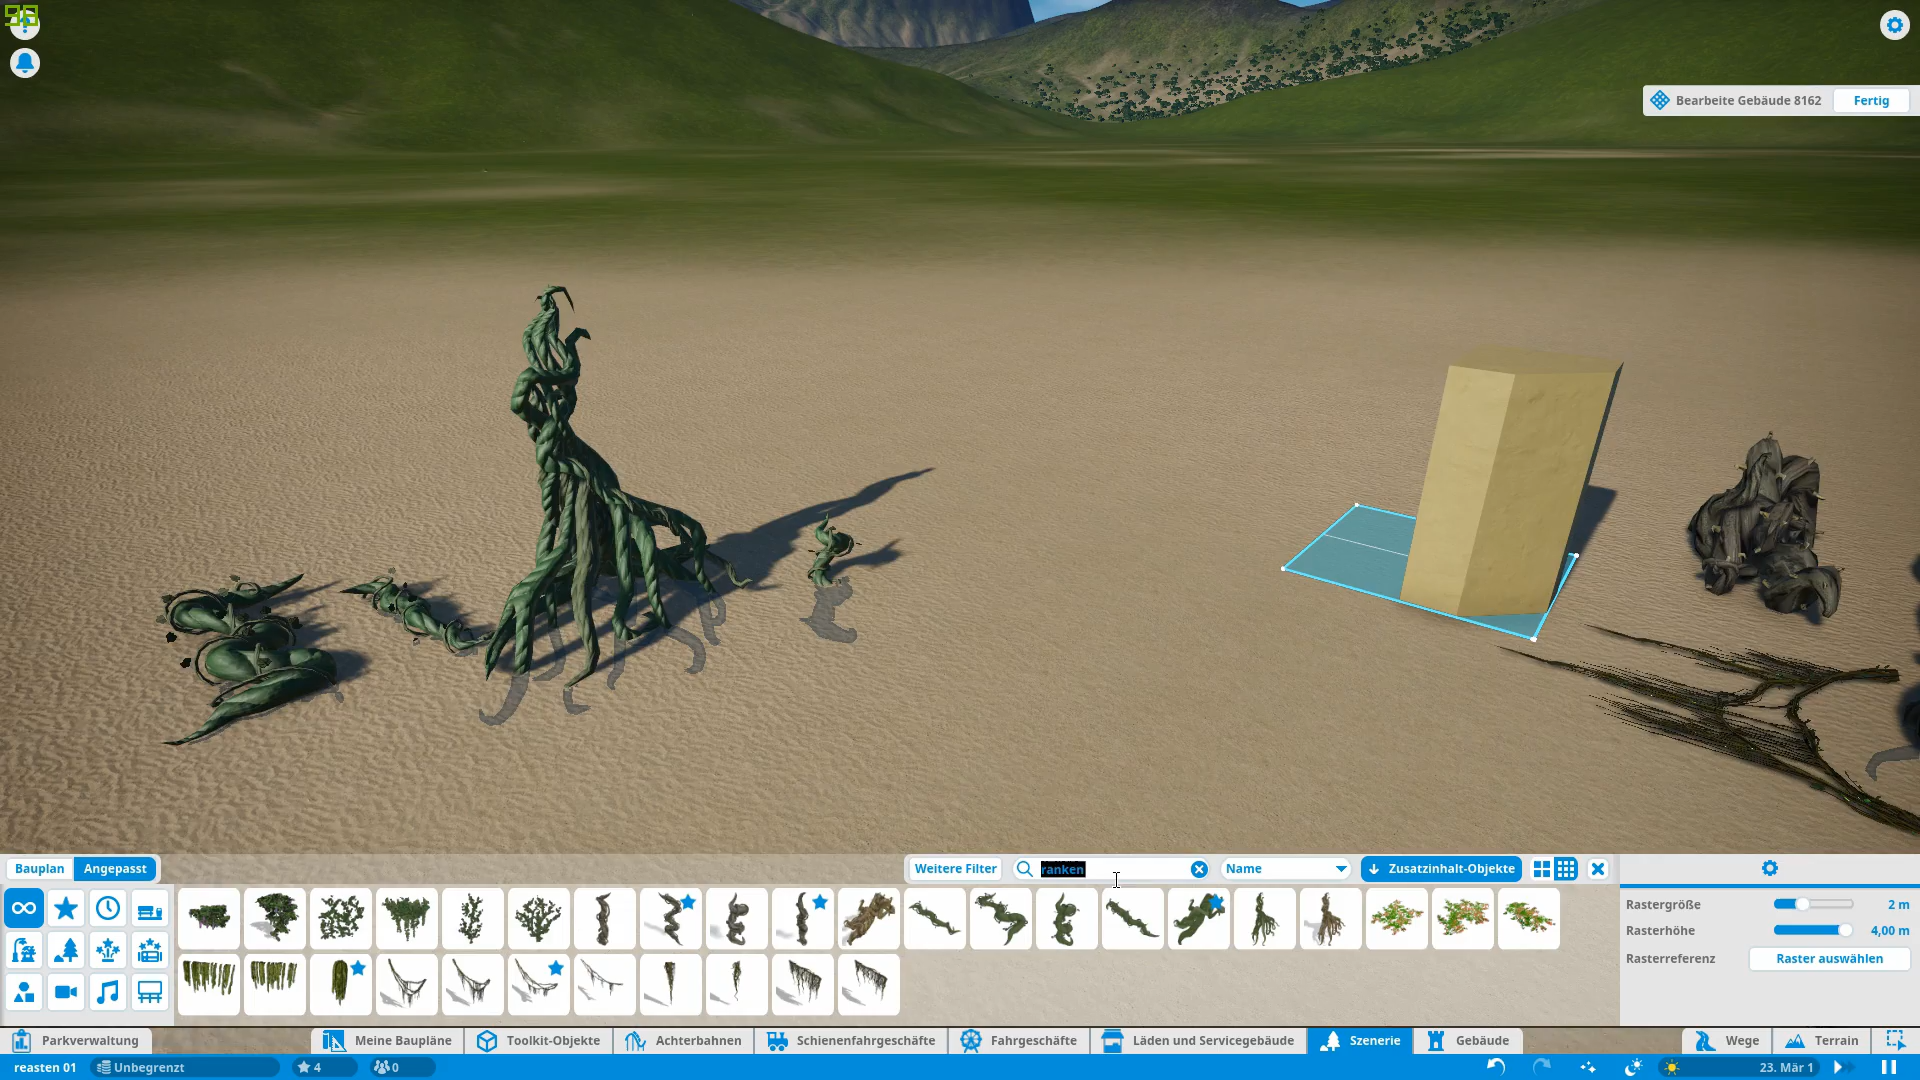 90
Bearbeite Gebäude 8162
Fertig
Bauplan
Angepasst
Weitere Filter
ranken
Name
Zusatzinhalt-Objekte
Rastergröße
2 m
Rasterhöhe
4,00 m
Rasterreferenz
Raster auswählen
Parkverwaltung
Meine Baupläne
Toolkit-Objekte
Achterbahnen
Schienenfahrgeschäfte
Fahrgeschäfte
Läden und Servicegebäude
Szenerie
Gebäude
Wege
Terrain
reasten 01
Unbegrenzt
4
0
23. Mär 1